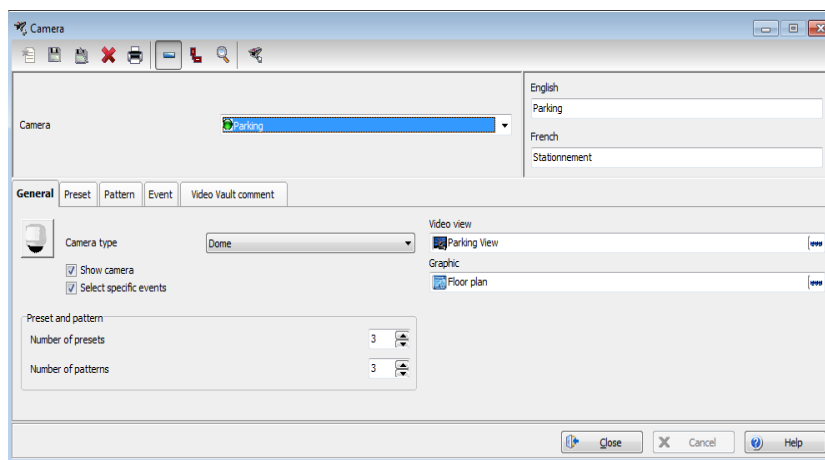 Camera
English
Parking
Camera
Parking
French
Stationnement
General Preset Pattern Event Video Vault comment
Video view
Camera type
Dome
Parking View
Show camera
Graphic
Select specific events
Floor plan
Preset and pattern
Number of presets
3
Number of patterns
3
Close
Cancel
Help